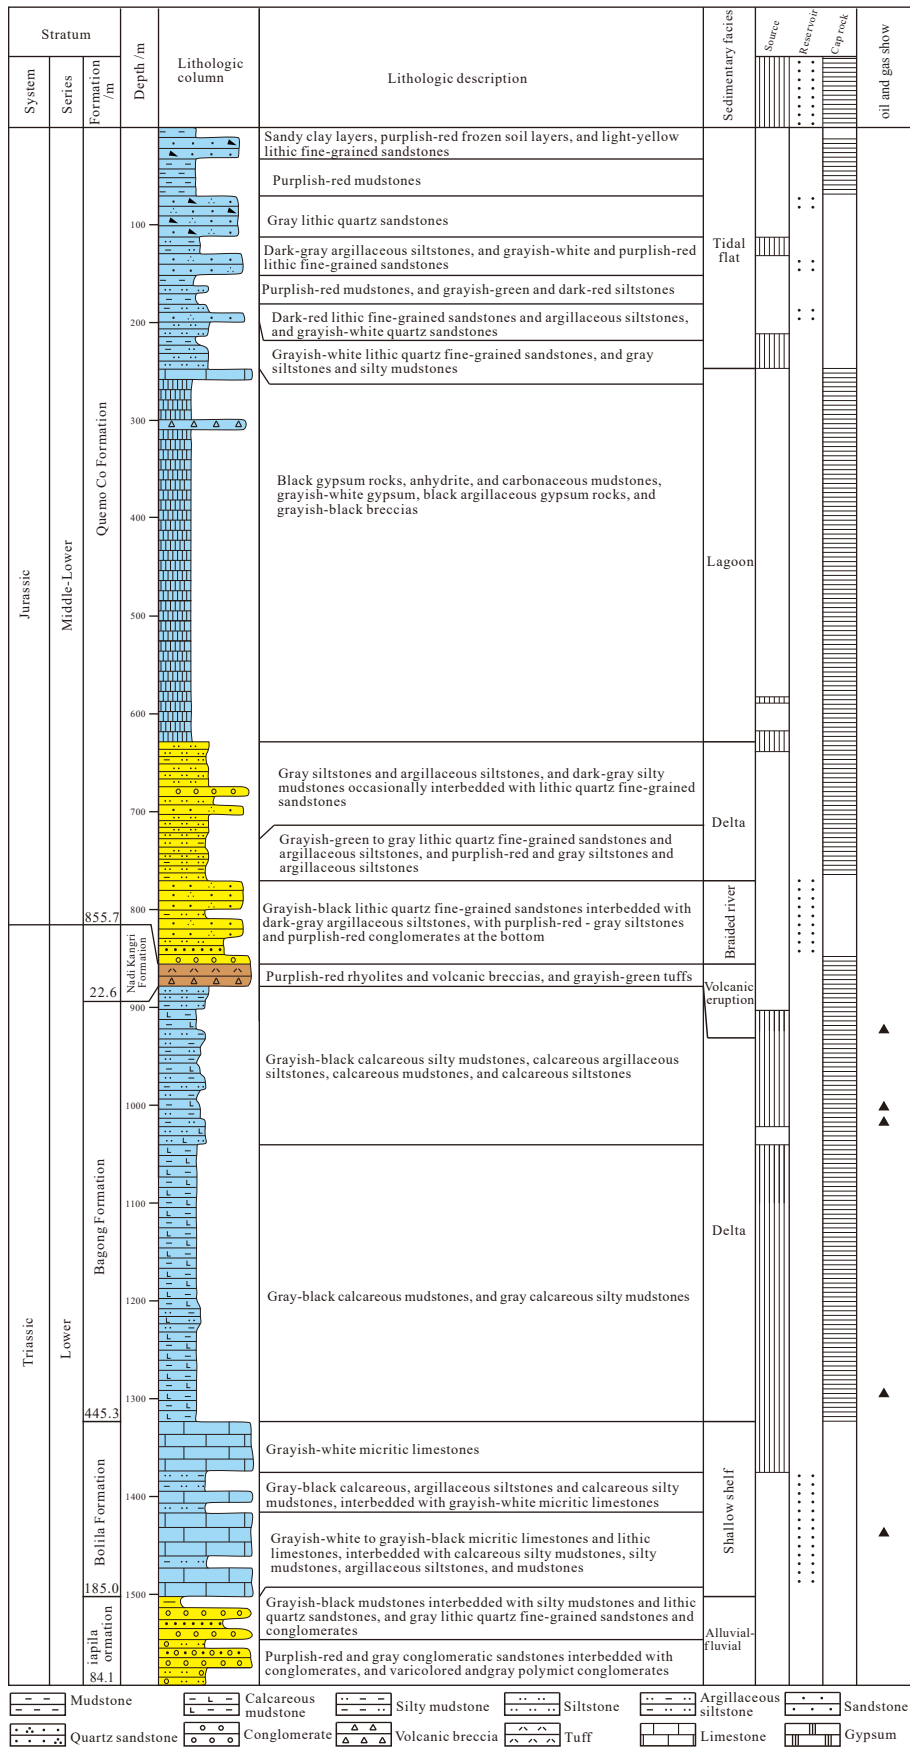 Stratum
System
Series
Formation
/m
Depth /m
Lithologic
column
Lithologic description
Sedimentary facies
Source
Reservoir
Cap rock
oil and gas show
Jurassic
Middle-Lower
Quemo Co Formation
855.7
Nadi Kangri
Formation
22.6
Triassic
Lower
Bagong Formation
445.3
Bolila Formation
185.0
iapila
ormation
84.1
100
200
300
400
500
600
700
800
900
1000
1100
1200
1300
1400
1500
Sandy clay layers, purplish-red frozen soil layers, and light-yellow
lithic fine-grained sandstones
Purplish-red mudstones
Gray lithic quartz sandstones
Dark-gray argillaceous siltstones, and grayish-white and purplish-red
lithic fine-grained sandstones
Purplish-red mudstones, and grayish-green and dark-red siltstones
Dark-red lithic fine-grained sandstones and argillaceous siltstones,
and grayish-white quartz sandstones
Grayish-white lithic quartz fine-grained sandstones, and gray
siltstones and silty mudstones
Black gypsum rocks, anhydrite, and carbonaceous mudstones,
grayish-white gypsum, black argillaceous gypsum rocks, and
grayish-black breccias
Gray siltstones and argillaceous siltstones, and dark-gray silty
mudstones occasionally interbedded with lithic quartz fine-grained
sandstones
Grayish-green to gray lithic quartz fine-grained sandstones and
argillaceous siltstones, and purplish-red and gray siltstones and
argillaceous siltstones
Grayish-black lithic quartz fine-grained sandstones interbedded with
dark-gray argillaceous siltstones, with purplish-red - gray siltstones
and purplish-red conglomerates at the bottom
Purplish-red rhyolites and volcanic breccias, and grayish-green tuffs
Grayish-black calcareous silty mudstones, calcareous argillaceous
siltstones, calcareous mudstones, and calcareous siltstones
Gray-black calcareous mudstones, and gray calcareous silty mudstones
Grayish-white micritic limestones
Gray-black calcareous, argillaceous siltstones and calcareous silty
mudstones, interbedded with grayish-white micritic limestones
Grayish-white to grayish-black micritic limestones and lithic
limestones, interbedded with calcareous silty mudstones, silty
mudstones, argillaceous siltstones, and mudstones
Grayish-black mudstones interbedded with silty mudstones and lithic
quartz sandstones, and gray lithic quartz fine-grained sandstones and
conglomerates
Purplish-red and gray conglomeratic sandstones interbedded with
conglomerates, and varicolored andgray polymict conglomerates
Tidal
flat
Lagoon
Delta
Braided river
Volcanic
eruption
Delta
Shallow shelf
Alluvial-
fluvial
Mudstone
Calcareous
mudstone
Silty mudstone
Siltstone
Argillaceous
siltstone
Sandstone
Quartz sandstone
Conglomerate
Volcanic breccia
Tuff
Limestone
Gypsum